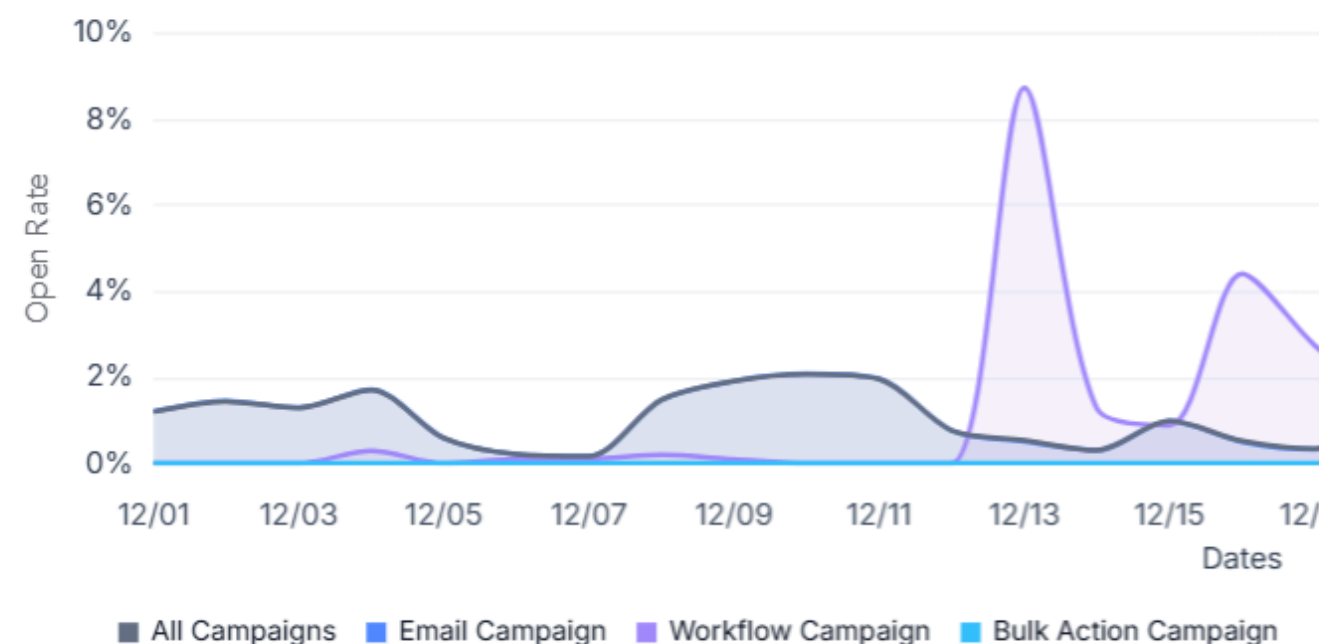 10%
8%
6%
4%
2%
0%
Open Rate
12/01 12/03 12/05 12/07 12/09 12/11 12/13 12/15 12/
Dates
All Campaigns Email Campaign Workflow Campaign Bulk Action Campaign